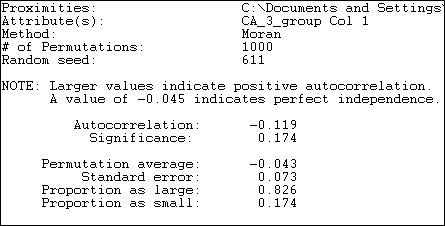 Proximities: C:\Documents and Settings
Attribute(s): CA_3_group Col 1
Method: Moran
# of Permutations: 1000
Random seed: 611
NOTE: Larger values indicate positive autocorrelation.
A value of -0.045 indicates perfect independence.
Autocorrelation: -0.119
Significance: 0.174
Permutation average: -0.043
Standard error: 0.073
Proportion as large: 0.826
Proportion as small: 0.174